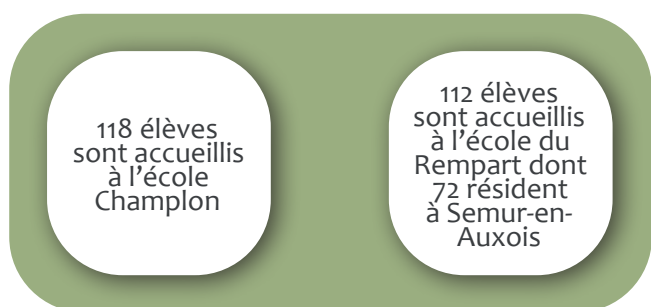 118 élèves
sont accueillis
à l'école
Champlon
112 élèves
sont accueillis
à l'école du
Rempart dont
72 résident
à Semur-en-
Auxois